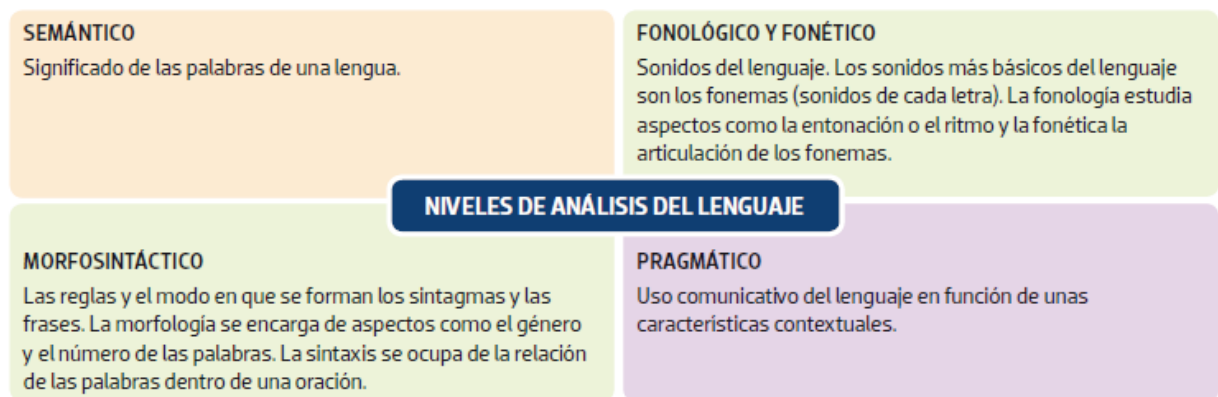 SEMÁNTICO
Significado de las palabras de una lengua.
FONOLÓGICO Y FONÉTICO
Sonidos del lenguaje. Los sonidos más básicos del lenguaje
son los fonemas (sonidos de cada letra). La fonología estudia
aspectos como la entonación o el ritmo y la fonética la
articulación de los fonemas.
NIVELES DE ANÁLISIS DEL LENGUAJE
MORFOSINTÁCTICO
Las reglas y el modo en que se forman los sintagmas y las
frases. La morfología se encarga de aspectos como el género
y el número de las palabras. La sintaxis se ocupa de la relación
de las palabras dentro de una oración.
PRAGMÁTICO
Uso comunicativo del lenguaje en función de unas
características contextuales.